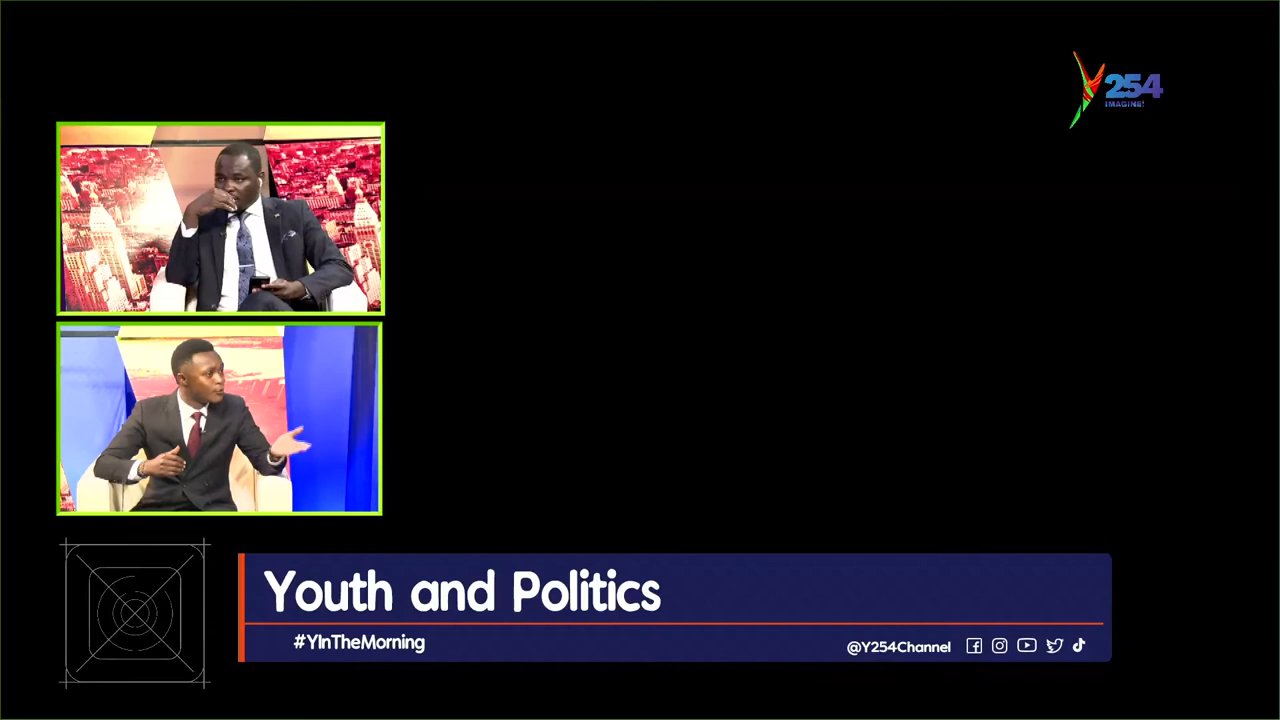 Y254
IMAGINE!
Youth and Politics
#YInTheMorning
@Y254Channel